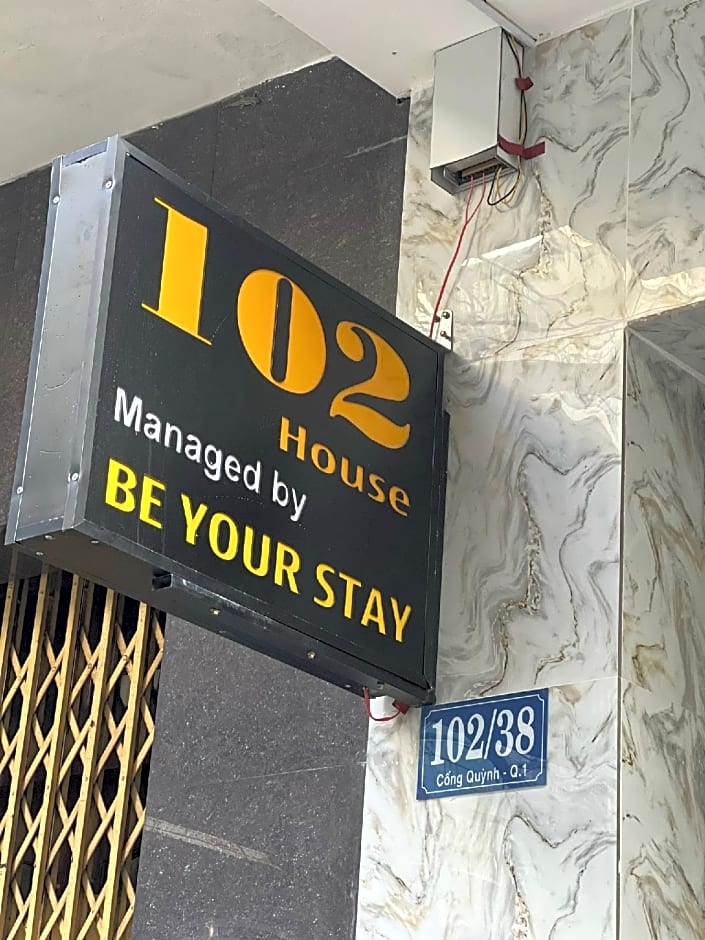 102
House
Managed by
BE YOUR STAY
102/38
Cống Quỳnh - Q.1